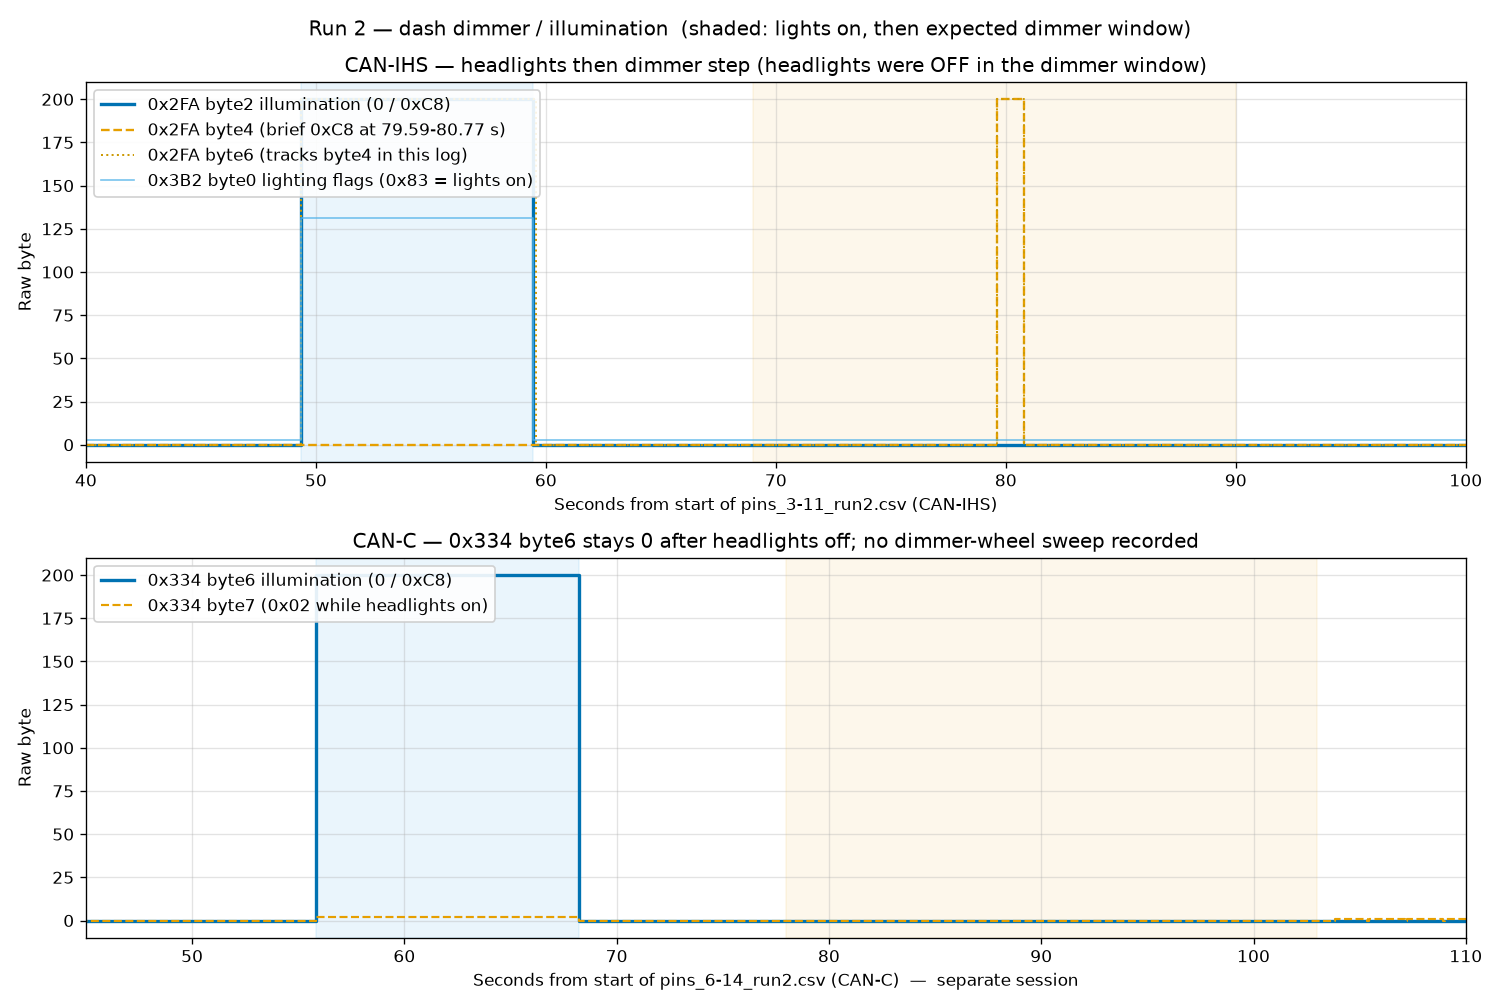 Run 2 — dash dimmer / illumination  (shaded: lights on, then expected dimmer window)
CAN-IHS — headlights then dimmer step (headlights were OFF in the dimmer window)
0x2FA byte2 illumination (0 / 0xC8)
0x2FA byte4 (brief 0xC8 at 79.59-80.77 s)
0x2FA byte6 (tracks byte4 in this log)
0x3B2 byte0 lighting flags (0x83 = lights on)
Raw byte
200
175
150
125
100
75
50
25
0
40 50 60 70 80 90 100
Seconds from start of pins_3-11_run2.csv (CAN-IHS)
CAN-C — 0x334 byte6 stays 0 after headlights off; no dimmer-wheel sweep recorded
0x334 byte6 illumination (0 / 0xC8)
0x334 byte7 (0x02 while headlights on)
Raw byte
200
175
150
125
100
75
50
25
0
50 60 70 80 90 100 110
Seconds from start of pins_6-14_run2.csv (CAN-C)  —  separate session